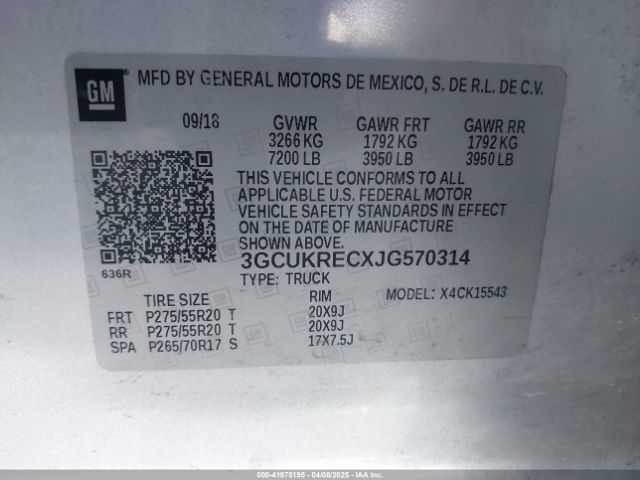 GM
MFD BY GENERAL MOTORS DE MEXICO, S. DE R.L. DE C.V.
09/18 GVWR GAWR FRT GAWR RR
3266 KG 1792 KG 1792 KG
7200 LB 3950 LB 3950 LB
THIS VEHICLE CONFORMS TO ALL
APPLICABLE U.S. FEDERAL MOTOR
VEHICLE SAFETY STANDARDS IN EFFECT
ON THE DATE OF MANUFACTURE
SHOWN ABOVE.
636R 3GCUKRECXJG570314
TYPE: TRUCK MODEL: X4CK15543
TIRE SIZE RIM
FRT P275/55R20 T 20X9J
RR P275/55R20 T 20X9J
SPA P265/70R17 S 17X7.5J
000-41975195 - 04/08/2025 - IAAI.COM